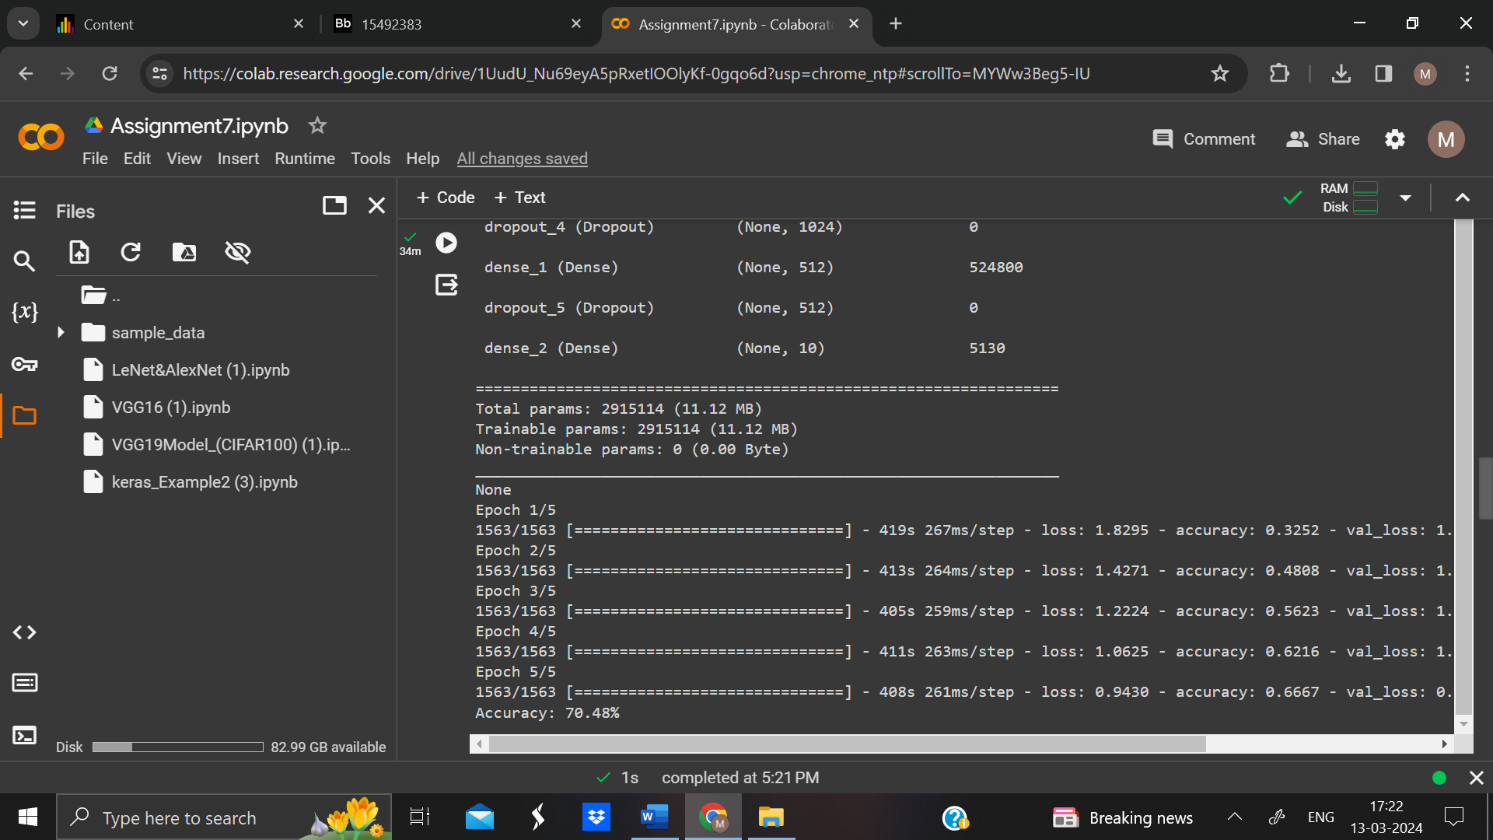 Content
Bb 15492383
Assignment7.ipynb - Colaborat
https://colab.research.google.com/drive/1UudU_Nu69eyA5pRxetIOOlyKf-0gqo6d?usp=chrome_ntp#scrollTo=MYWw3Beg5-IU
M
Assignment7.ipynb
File Edit View Insert Runtime Tools Help All changes saved
Comment Share M
Files
+ Code + Text
RAM
Disk
..
sample_data
LeNet&AlexNet (1).ipynb
VGG16 (1).ipynb
VGG19Model_(CIFAR100) (1).ip...
keras_Example2 (3).ipynb
{x}
Disk 82.99 GB available
34m
dropout_4 (Dropout) (None, 1024) 0
dense_1 (Dense) (None, 512) 524800
dropout_5 (Dropout) (None, 512) 0
dense_2 (Dense) (None, 10) 5130
=================================================================
Total params: 2915114 (11.12 MB)
Trainable params: 2915114 (11.12 MB)
Non-trainable params: 0 (0.00 Byte)
_________________________________________________________________
None
Epoch 1/5
1563/1563 [==============================] - 419s 267ms/step - loss: 1.8295 - accuracy: 0.3252 - val_loss: 1.
Epoch 2/5
1563/1563 [==============================] - 413s 264ms/step - loss: 1.4271 - accuracy: 0.4808 - val_loss: 1.
Epoch 3/5
1563/1563 [==============================] - 405s 259ms/step - loss: 1.2224 - accuracy: 0.5623 - val_loss: 1.
Epoch 4/5
1563/1563 [==============================] - 411s 263ms/step - loss: 1.0625 - accuracy: 0.6216 - val_loss: 1.
Epoch 5/5
1563/1563 [==============================] - 408s 261ms/step - loss: 0.9430 - accuracy: 0.6667 - val_loss: 0.
Accuracy: 70.48%
1s completed at 5:21 PM
Type here to search
Breaking news
ENG
17:22
13-03-2024